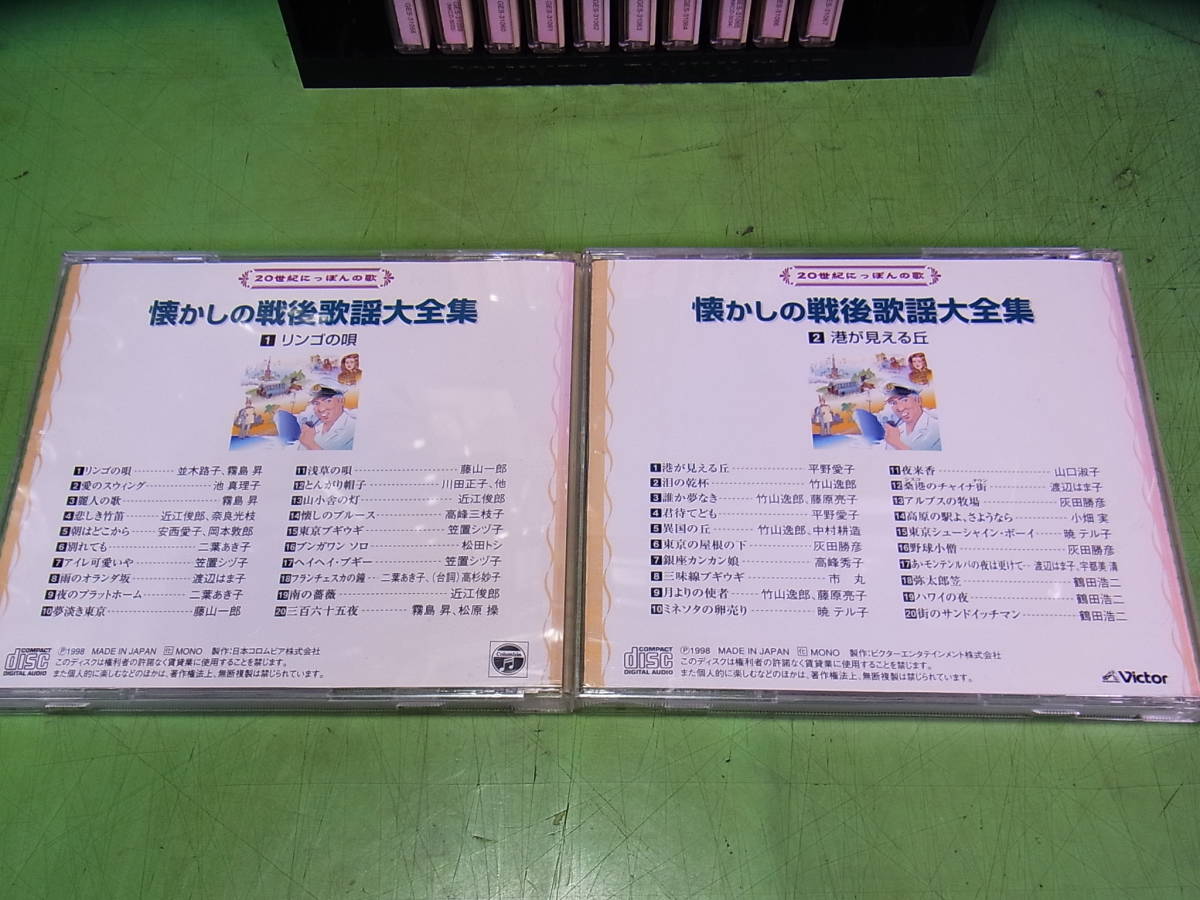 20世紀にっぽんの歌
懐かしの戦後歌謡大全集
1 リンゴの唄
1 リンゴの唄 並木路子、霧島 昇
2 愛のスウィング 池 真理子
3 麗人の歌 霧島 昇
4 悲しき竹笛 近江俊郎、奈良光枝
5 朝はどこから 安西愛子、岡本敦郎
6 別れても 二葉あき子
7 アイレ可愛いや 笠置シヅ子
8 雨のオランダ坂 渡辺はま子
9 夜のプラットホーム 二葉あき子
10 夢淡き東京 藤山一郎
11 浅草の唄 藤山一郎
12 とんがり帽子 川田正子、他
13 山小舎の灯 近江俊郎
14 懐しのブルース 高峰三枝子
15 東京ブギウギ 笠置シヅ子
16 ブンガワン ソロ 松田トシ
17 ヘイヘイ・ブギー 笠置シヅ子
18 フランチェスカの鐘 二葉あき子、(台詞)高杉妙子
19 南の薔薇 近江俊郎
20 三百六十五夜 霧島 昇、松原 操
COMPACT
disc
DIGITAL AUDIO
Ⓟ1998 MADE IN JAPAN MONO 製作:日本コロムビア株式会社
このディスクは権利者の許諾なく賃貸業に使用することを禁じます。
また個人的に楽しむなどのほかは、著作権法上、無断複製は禁じられています。
Columbia
20世紀にっぽんの歌
懐かしの戦後歌謡大全集
2 港が見える丘
1 港が見える丘 平野愛子
2 泪の乾杯 竹山逸郎
3 誰か夢なき 竹山逸郎、藤原亮子
4 君待てども 平野愛子
5 異国の丘 竹山逸郎、中村耕造
6 東京の屋根の下 灰田勝彦
7 銀座カンカン娘 高峰秀子
8 三味線ブギウギ 市 丸
9 月よりの使者 竹山逸郎、藤原亮子
10 ミネソタの卵売り 暁 テル子
11 夜来香 山口淑子
12 桑港のチャイナ街 渡辺はま子
13 アルプスの牧場 灰田勝彦
14 高原の駅よ、さようなら 小畑 実
15 東京シューシャイン・ボーイ 暁 テル子
16 野球小僧 灰田勝彦
17 あゝモンテンルパの夜は更けて 渡辺はま子、宇都美清
18 弥太郎笠 鶴田浩二
19 ハワイの夜 鶴田浩二
20 街のサンドイッチマン 鶴田浩二
COMPACT
disc
DIGITAL AUDIO
Ⓟ1998 MADE IN JAPAN MONO 製作:ビクターエンタテインメント株式会社
このディスクは権利者の許諾なく賃貸業に使用することを禁じます。
また個人的に楽しむなどのほかは、著作権法上、無断複製は禁じられています。
Victor